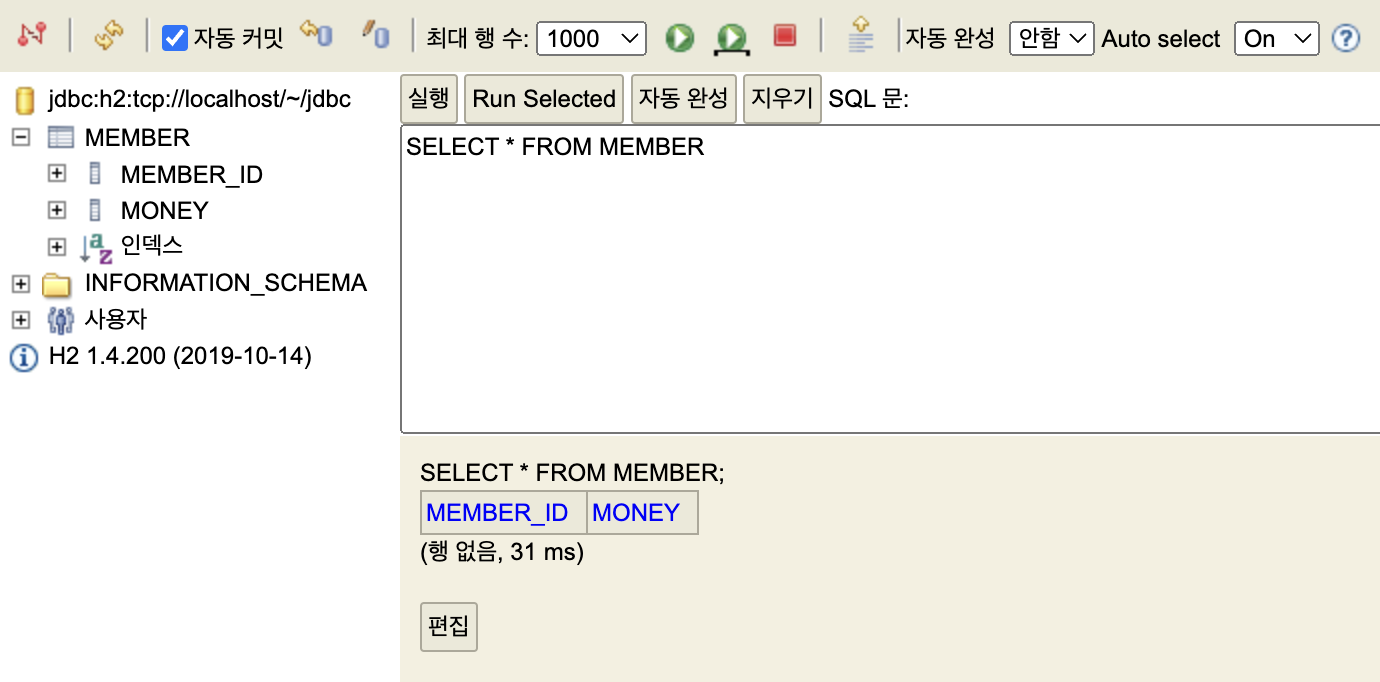 자동 커밋 최대 행 수: 1000 자동 완성 안함 Auto select On ?
jdbc:h2:tcp://localhost/~/jdbc
MEMBER
MEMBER_ID
MONEY
인덱스
INFORMATION_SCHEMA
사용자
H2 1.4.200 (2019-10-14)
실행 Run Selected 자동 완성 지우기 SQL 문:
SELECT * FROM MEMBER
SELECT * FROM MEMBER;
MEMBER_ID MONEY
(행 없음, 31 ms)
편집